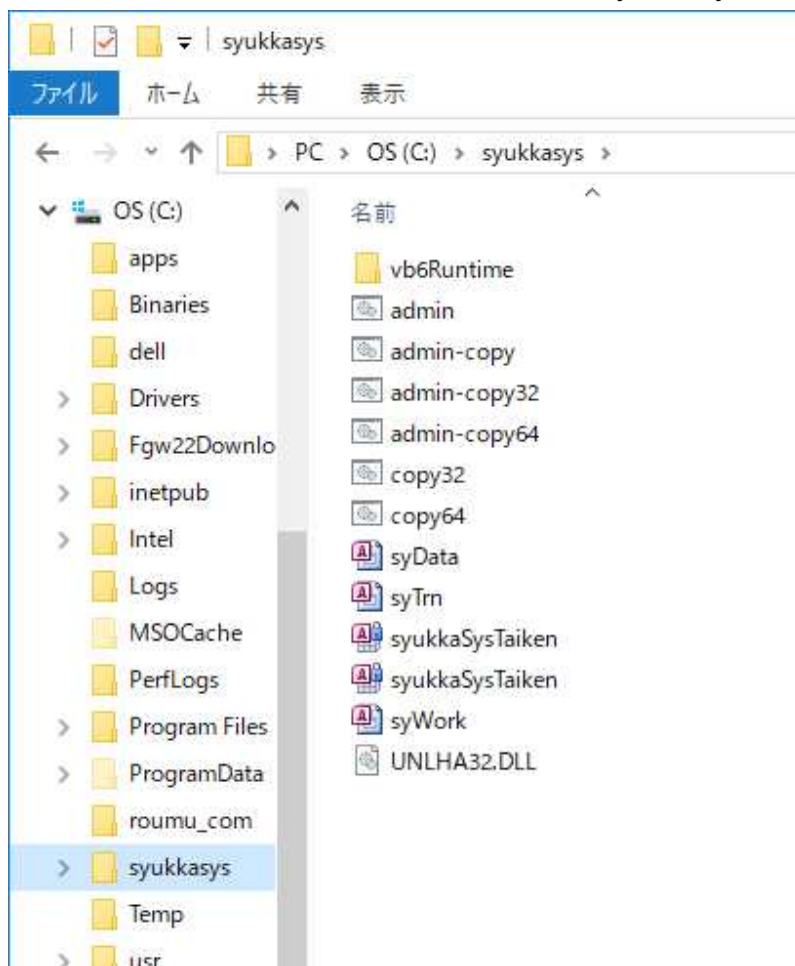 syukkasys
ファイル ホーム 共有 表示
PC > OS (C:) > syukkasys >
OS (C:)
apps
Binaries
dell
Drivers
Fgw22Downlo
inetpub
Intel
Logs
MSOCache
PerfLogs
Program Files
ProgramData
roumu_com
syukkasys
Temp
usr
名前
vb6Runtime
admin
admin-copy
admin-copy32
admin-copy64
copy32
copy64
syData
syTrn
syukkaSysTaiken
syukkaSysTaiken
syWork
UNLHA32.DLL